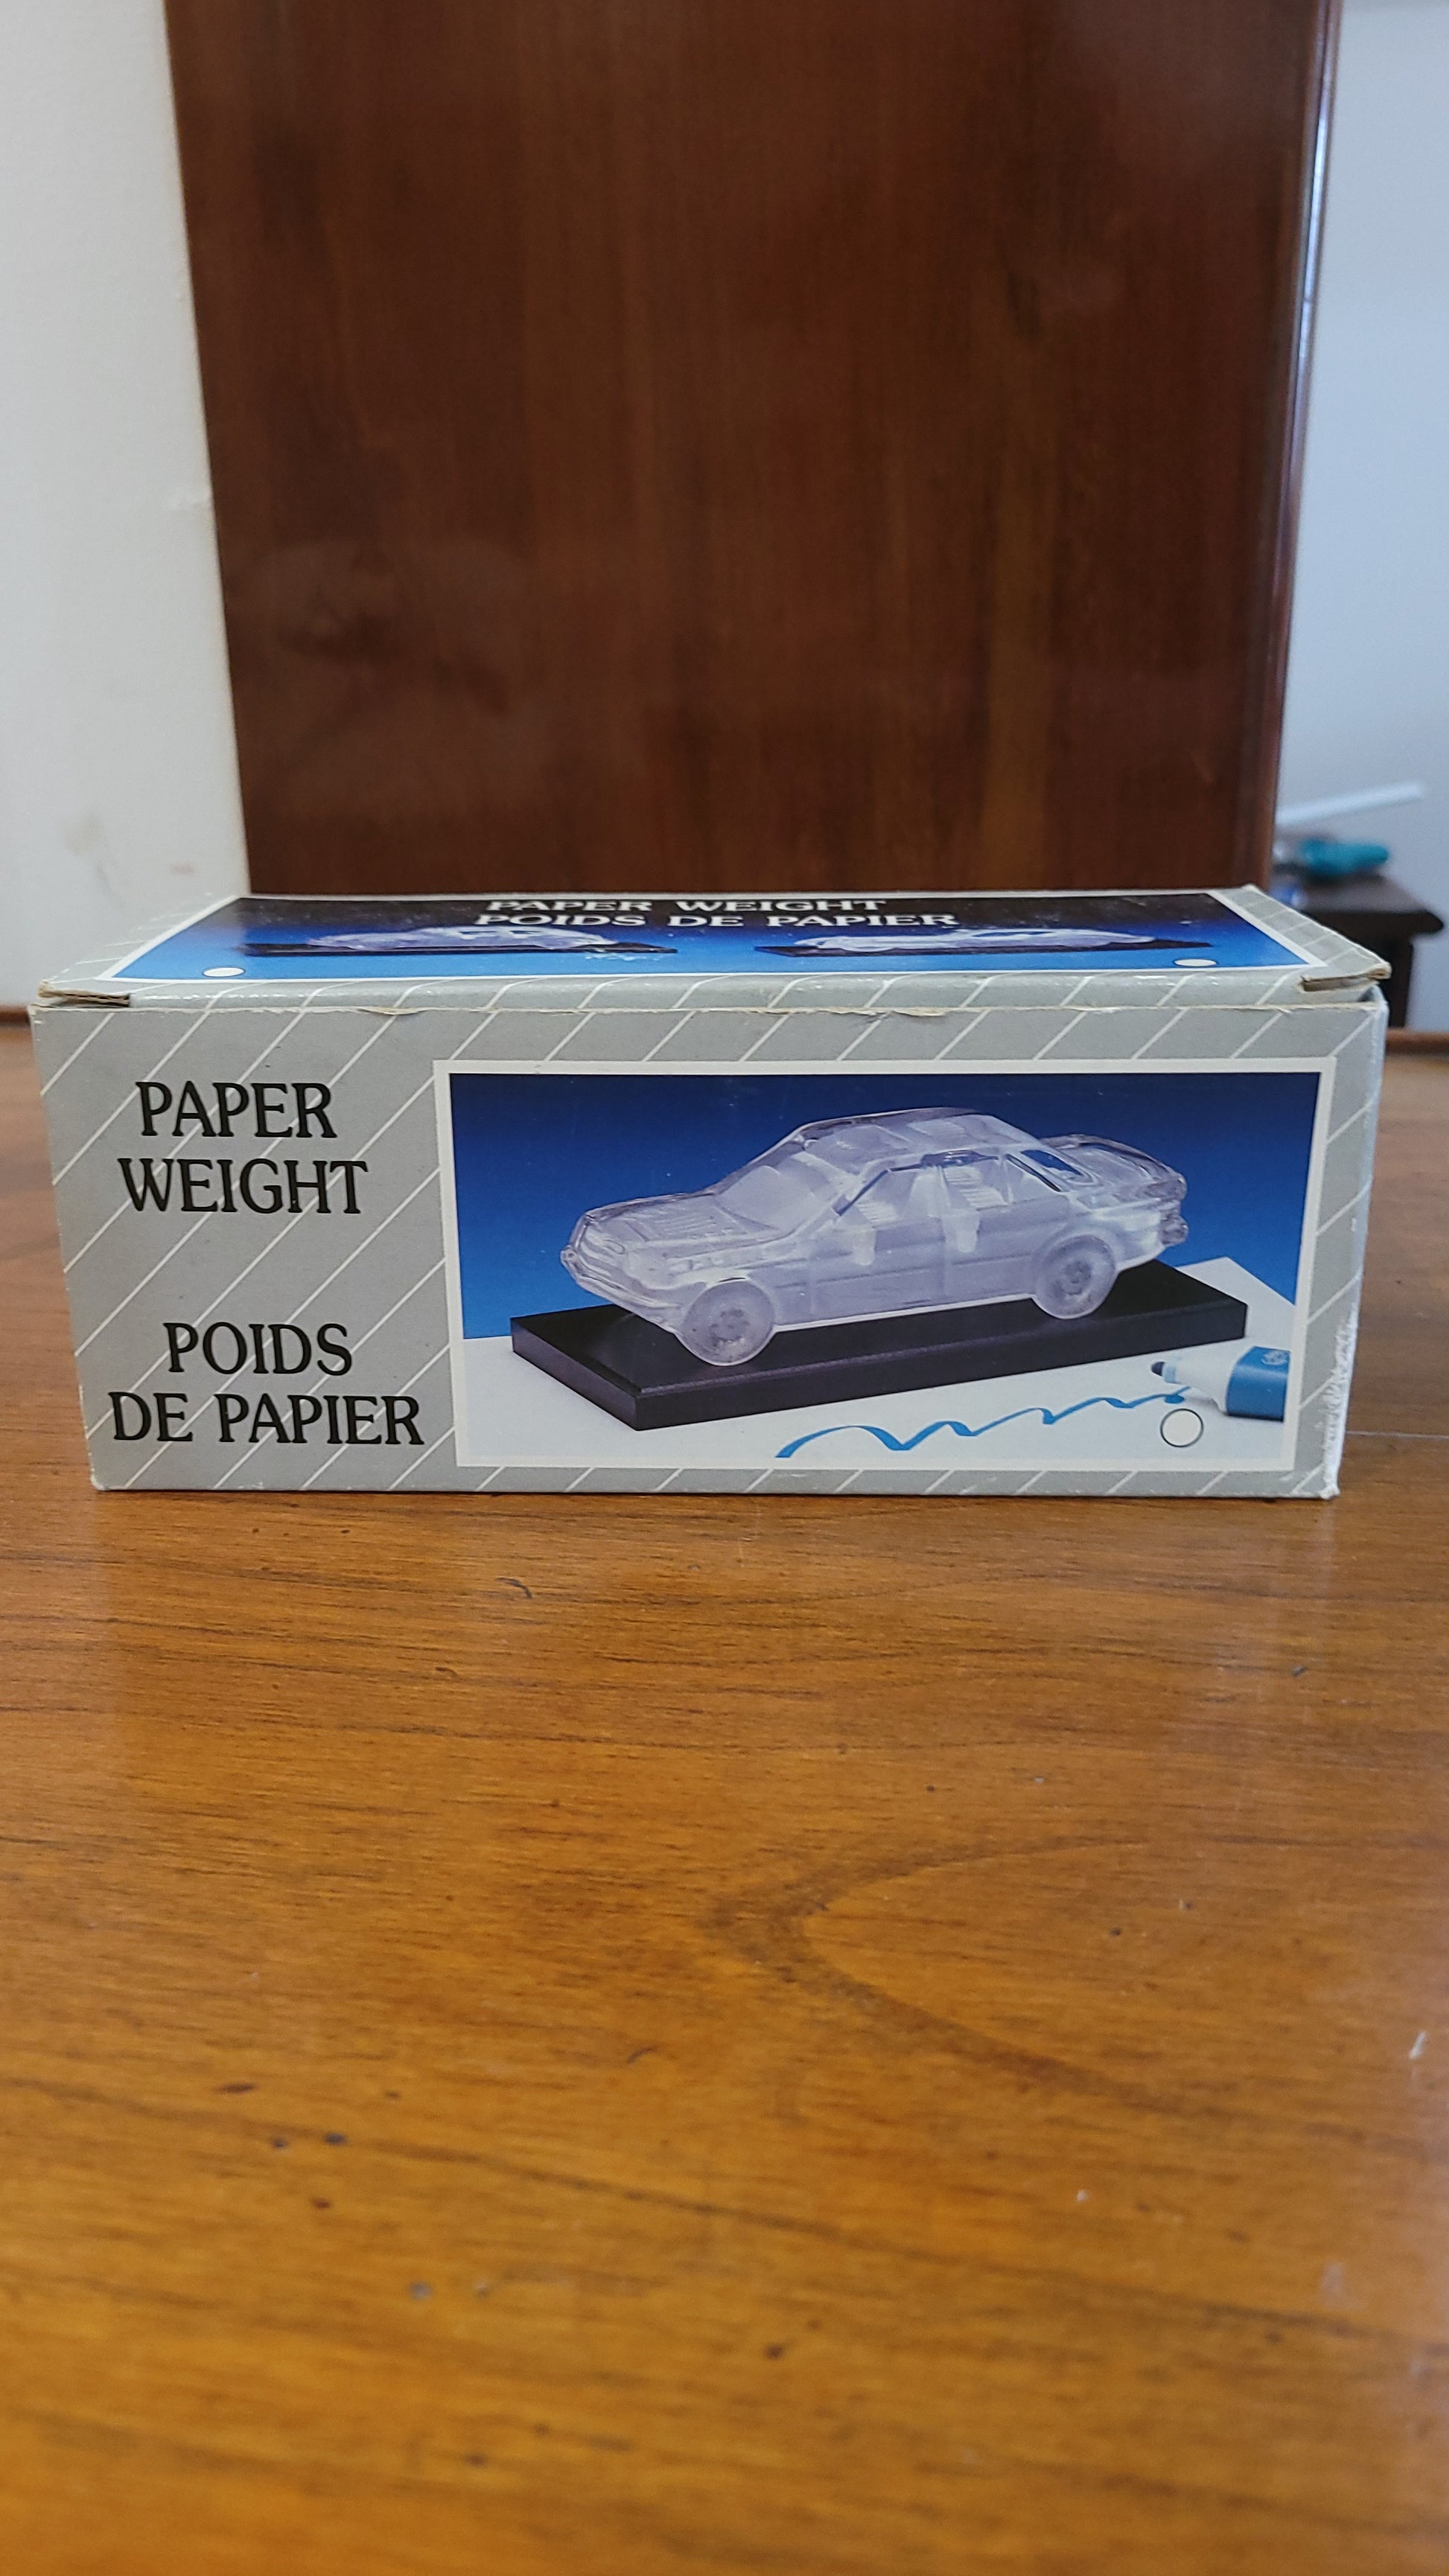 PAPER WEIGHT
POIDS DE PAPIER
PAPER
WEIGHT
POIDS
DE PAPIER